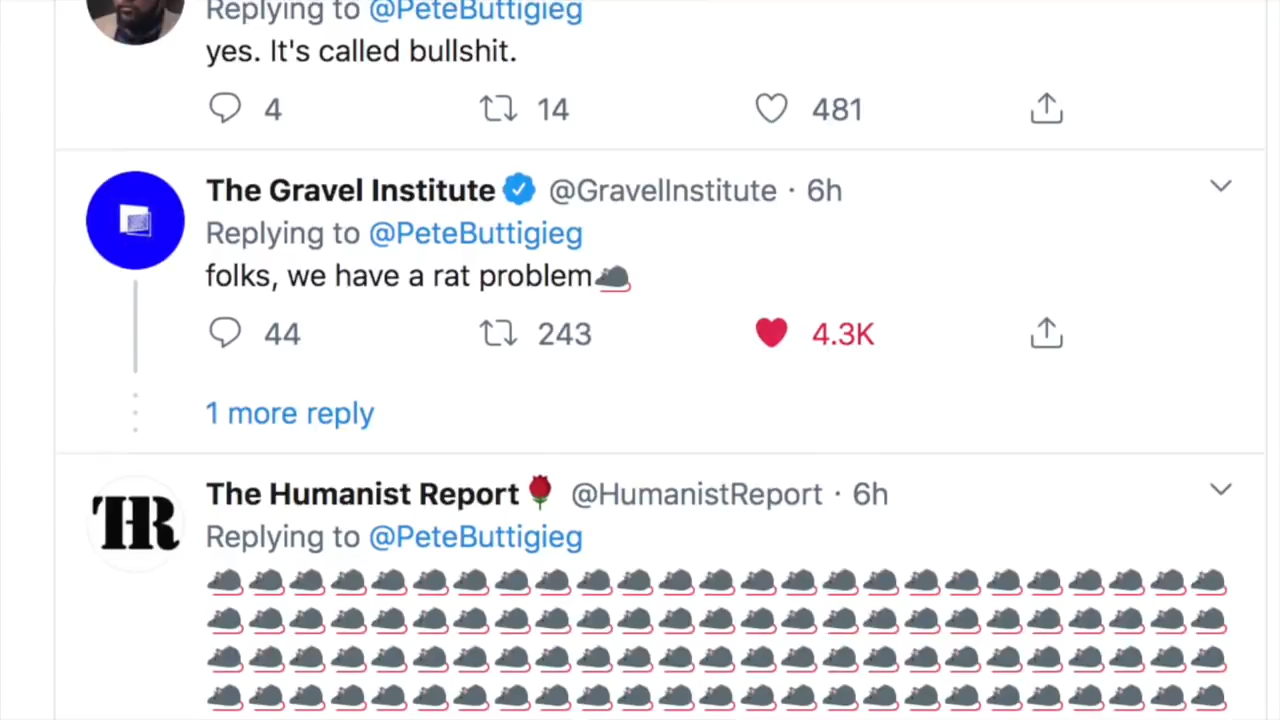 Replying to @PeteButtigieg
yes. It's called bullshit.
4 14 481
The Gravel Institute @GravelInstitute · 6h
Replying to @PeteButtigieg
folks, we have a rat problem🐀
44 243 4.3K
1 more reply
The Humanist Report🌹 @HumanistReport · 6h
THR
Replying to @PeteButtigieg
🐀🐀🐀🐀🐀🐀🐀🐀🐀🐀🐀🐀🐀🐀🐀🐀🐀🐀🐀🐀🐀🐀🐀🐀🐀
🐀🐀🐀🐀🐀🐀🐀🐀🐀🐀🐀🐀🐀🐀🐀🐀🐀🐀🐀🐀🐀🐀🐀🐀🐀
🐀🐀🐀🐀🐀🐀🐀🐀🐀🐀🐀🐀🐀🐀🐀🐀🐀🐀🐀🐀🐀🐀🐀🐀🐀
🐀🐀🐀🐀🐀🐀🐀🐀🐀🐀🐀🐀🐀🐀🐀🐀🐀🐀🐀🐀🐀🐀🐀🐀🐀